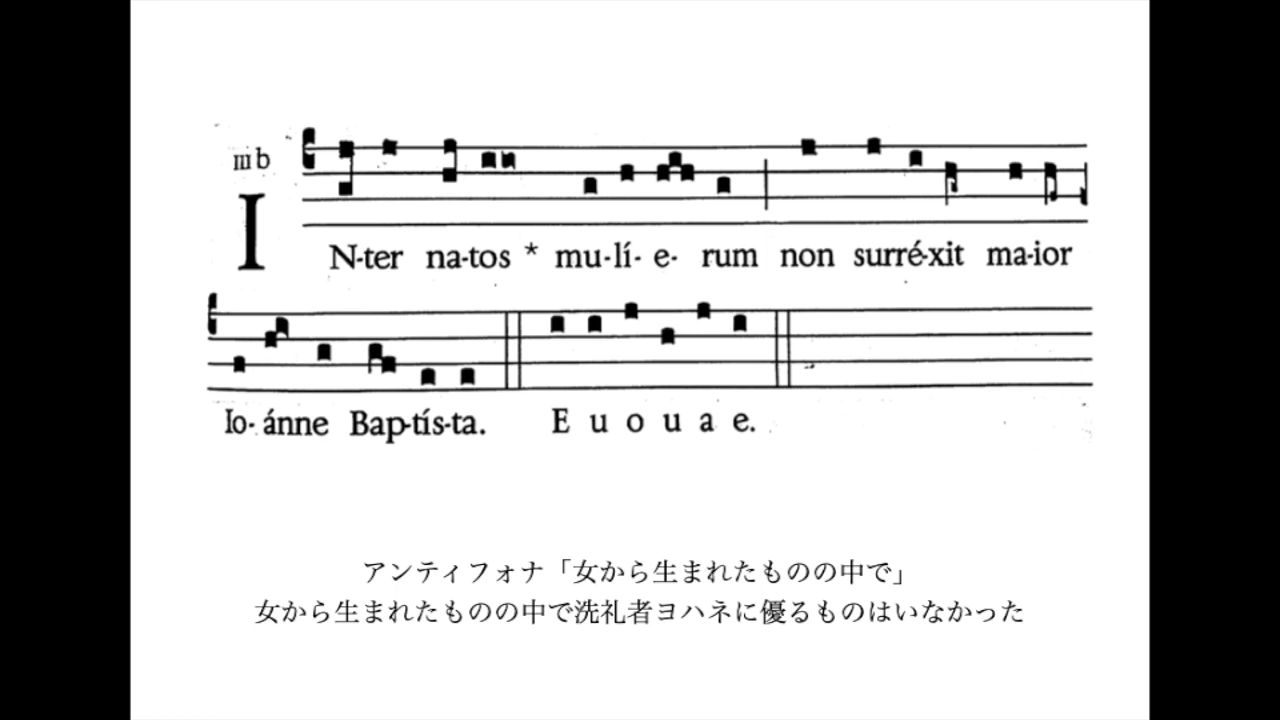 III b
IN-ter na-tos * mu-lí-e-rum non surré-xit ma-ior
Io-ánne Bap-tís-ta. E u o u a e.
アンティフォナ「女から生まれたものの中で」
女から生まれたものの中で洗礼者ヨハネに優るものはいなかった